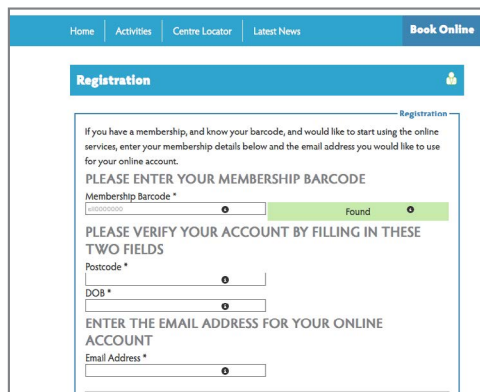 Home Activities Centre Locator Latest News Book Online
Registration
Registration
If you have a membership, and know your barcode, and would like to start using the online
services, enter your membership details below and the email address you would like to use
for your online account.
PLEASE ENTER YOUR MEMBERSHIP BARCODE
Membership Barcode *
Found
PLEASE VERIFY YOUR ACCOUNT BY FILLING IN THESE
TWO FIELDS
Postcode *
DOB *
ENTER THE EMAIL ADDRESS FOR YOUR ONLINE
ACCOUNT
Email Address *